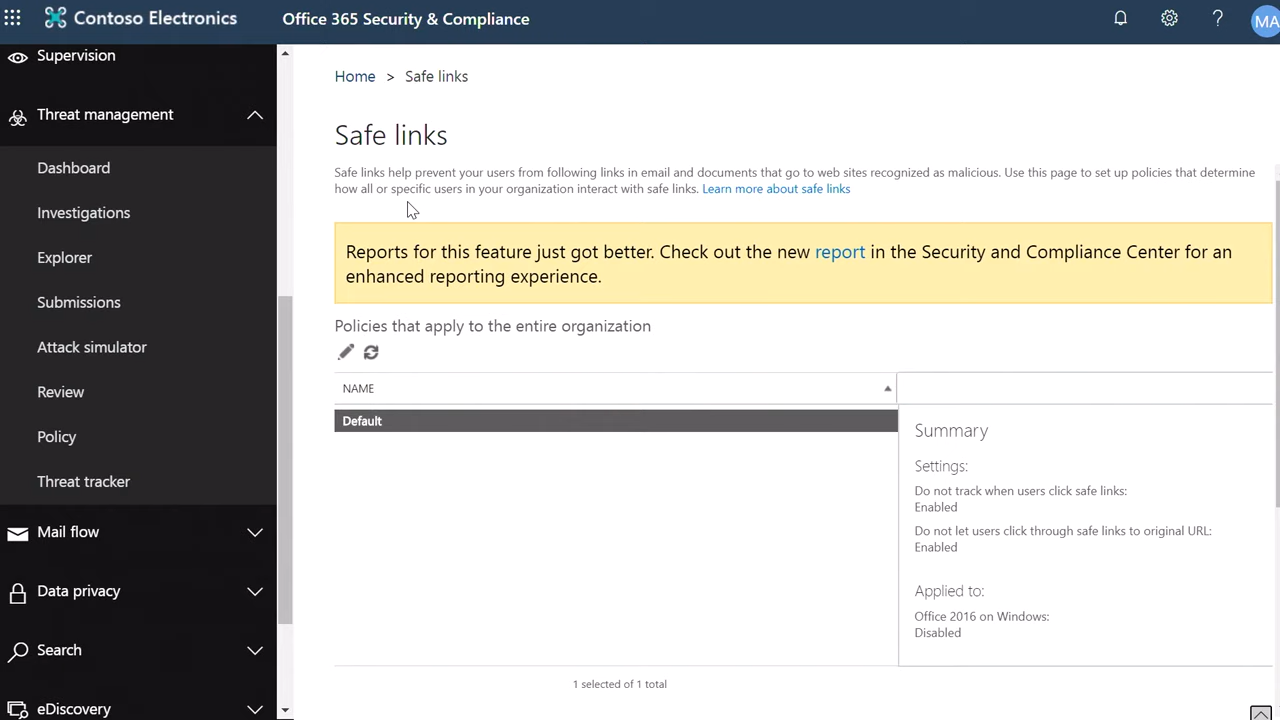 Contoso Electronics
Office 365 Security & Compliance
?
MA
Supervision
Threat management
Dashboard
Investigations
Explorer
Submissions
Attack simulator
Review
Policy
Threat tracker
Mail flow
Data privacy
Search
eDiscovery
Home > Safe links
Safe links
Safe links help prevent your users from following links in email and documents that go to web sites recognized as malicious. Use this page to set up policies that determine
how all or specific users in your organization interact with safe links. Learn more about safe links
Reports for this feature just got better. Check out the new report in the Security and Compliance Center for an
enhanced reporting experience.
Policies that apply to the entire organization
NAME
Default
Summary
Settings:
Do not track when users click safe links:
Enabled
Do not let users click through safe links to original URL:
Enabled
Applied to:
Office 2016 on Windows:
Disabled
1 selected of 1 total